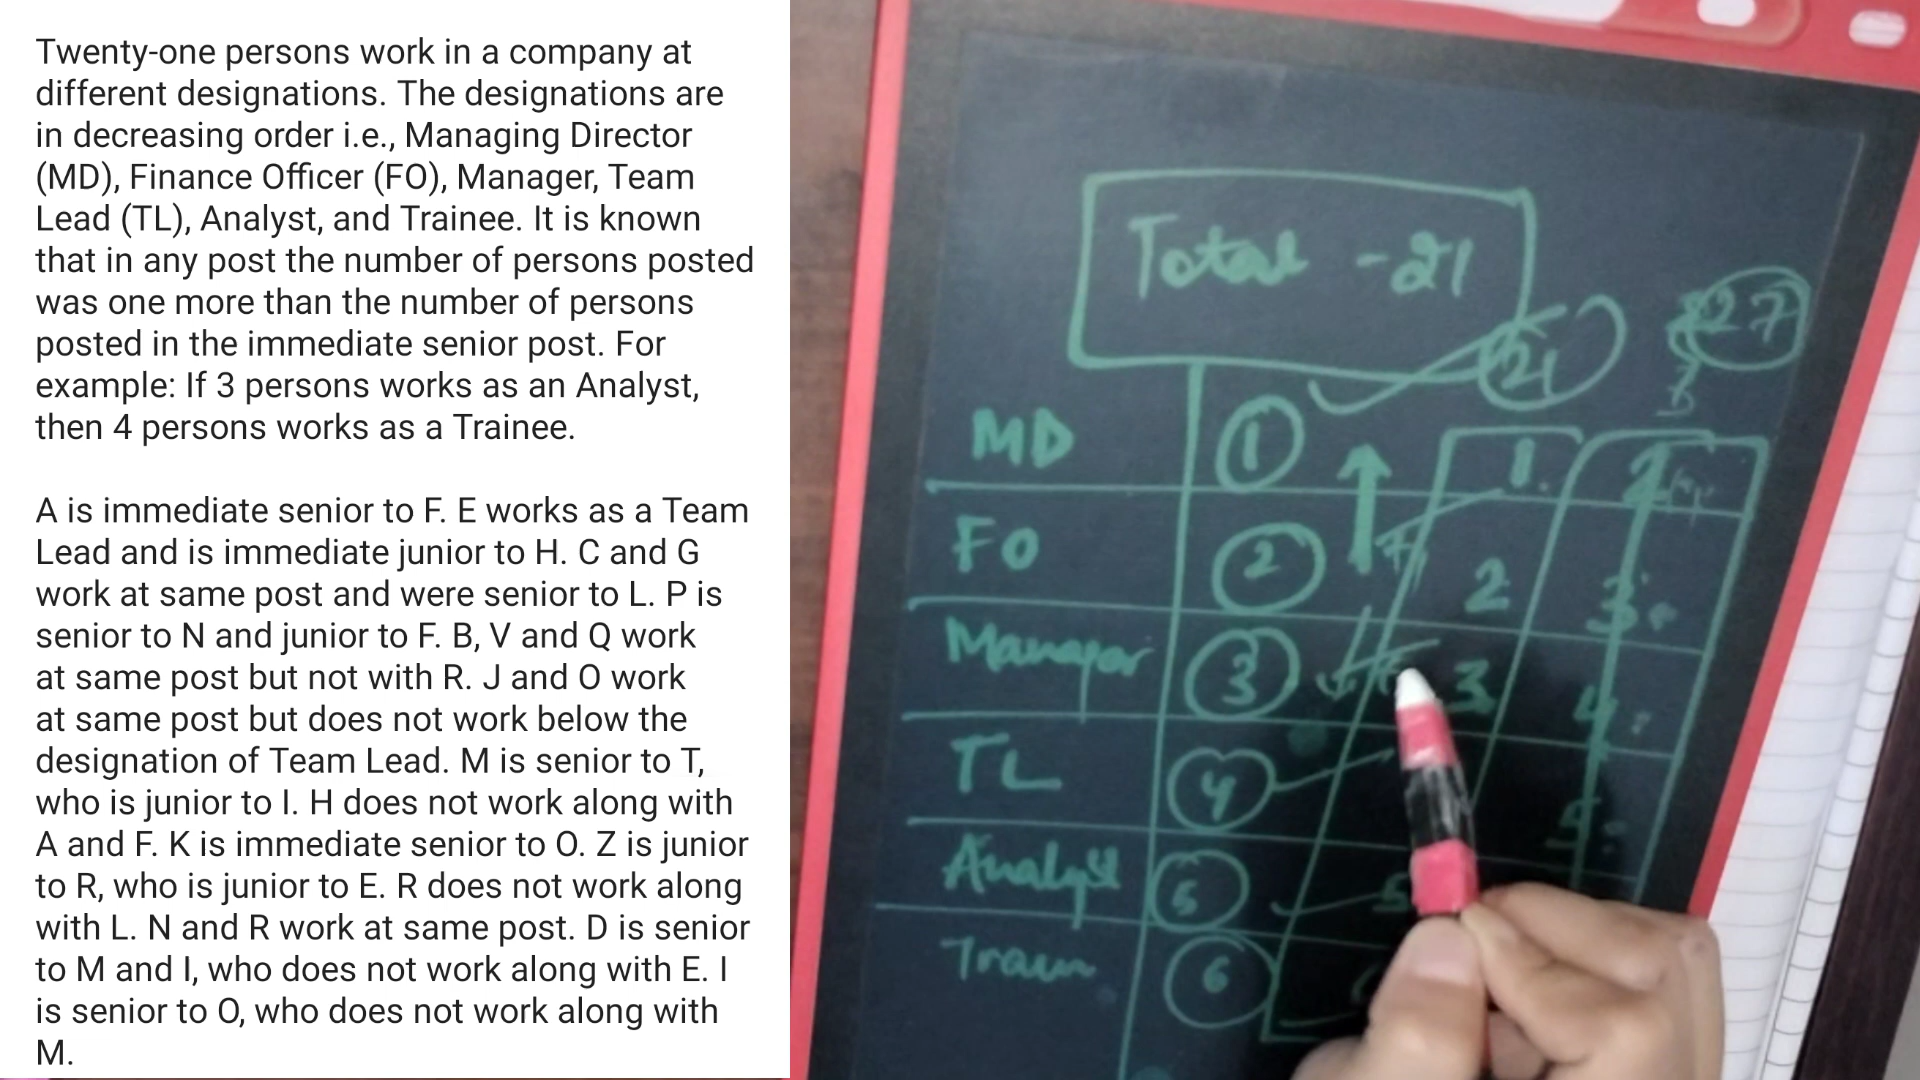 Twenty-one persons work in a company at
different designations. The designations are
in decreasing order i.e., Managing Director
(MD), Finance Officer (FO), Manager, Team
Lead (TL), Analyst, and Trainee. It is known
that in any post the number of persons posted
was one more than the number of persons
posted in the immediate senior post. For
example: If 3 persons works as an Analyst,
then 4 persons works as a Trainee.
A is immediate senior to F. E works as a Team
Lead and is immediate junior to H. C and G
work at same post and were senior to L. P is
senior to N and junior to F. B, V and Q work
at same post but not with R. J and O work
at same post but does not work below the
designation of Team Lead. M is senior to T,
who is junior to I. H does not work along with
A and F. K is immediate senior to O. Z is junior
to R, who is junior to E. R does not work along
with L. N and R work at same post. D is senior
to M and I, who does not work along with E. I
is senior to O, who does not work along with
M.
Total - 21
21 27
MD 1 1 2
FO 2 2 3
Manager 3 3 4
TL 4 5
Analyst 5 5
6